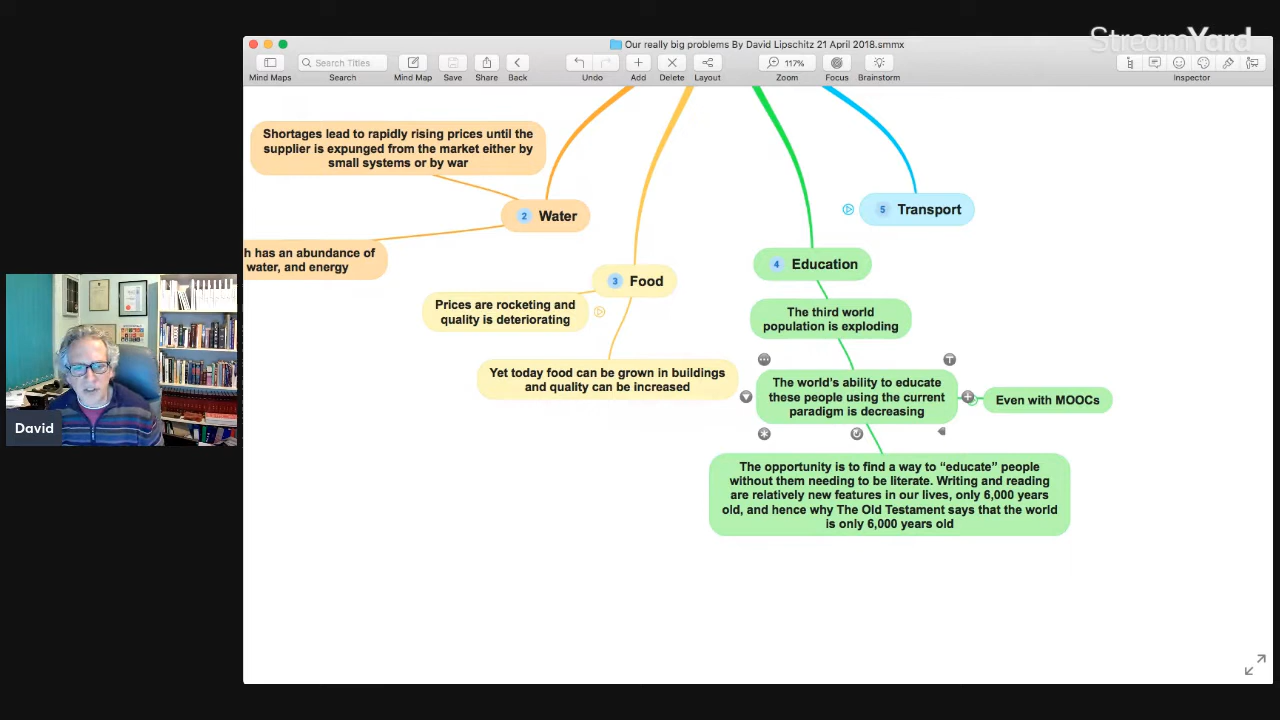 StreamYard
Our really big problems By David Lipschitz 21 April 2018.smmx
Search Titles
117%
Mind Maps
Search
Mind Map
Save
Share
Back
Undo
Add
Delete
Layout
Zoom
Focus
Brainstorm
Inspector
Shortages lead to rapidly rising prices until the
supplier is expunged from the market either by
small systems or by war
2 Water
h has an abundance of
water, and energy
3 Food
Prices are rocketing and
quality is deteriorating
Yet today food can be grown in buildings
and quality can be increased
4 Education
The third world
population is exploding
The world's ability to educate
these people using the current
paradigm is decreasing
Even with MOOCs
The opportunity is to find a way to “educate” people
without them needing to be literate. Writing and reading
are relatively new features in our lives, only 6,000 years
old, and hence why The Old Testament says that the world
is only 6,000 years old
5 Transport
David